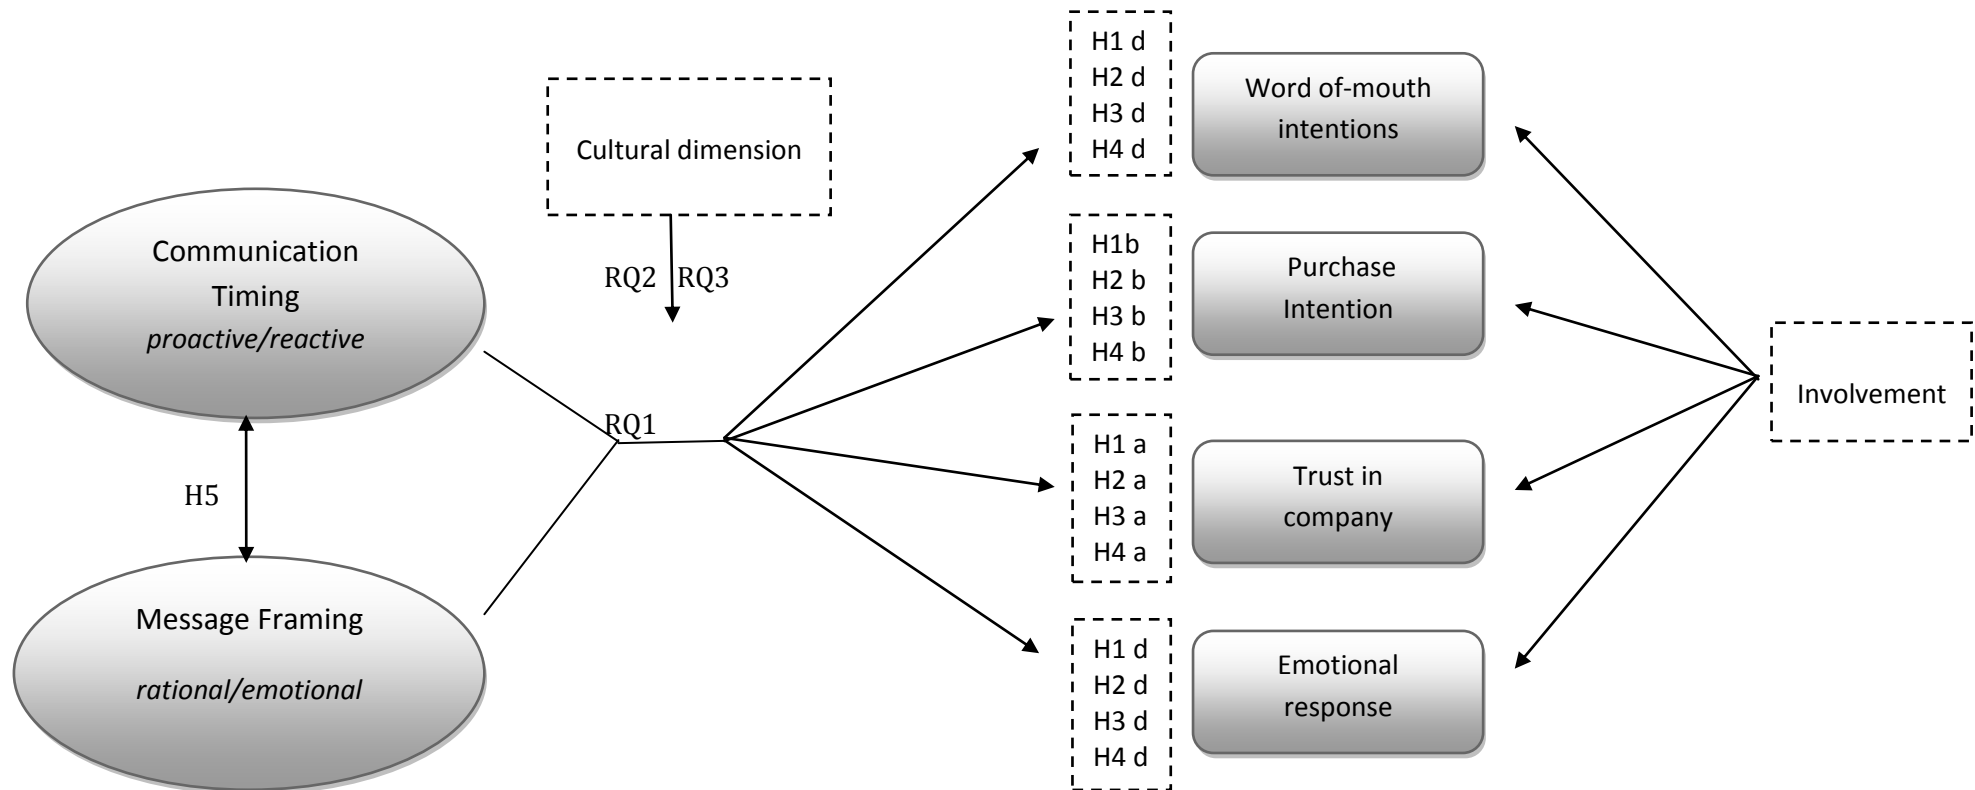 Communication
Timing
proactive/reactive
H5
Message Framing
rational/emotional
Cultural dimension
RQ2 RQ3
RQ1
H1 d
H2 d
H3 d
H4 d
Word of-mouth
intentions
H1b
H2 b
H3 b
H4 b
Purchase
Intention
H1 a
H2 a
H3 a
H4 a
Trust in
company
H1 d
H2 d
H3 d
H4 d
Emotional
response
Involvement